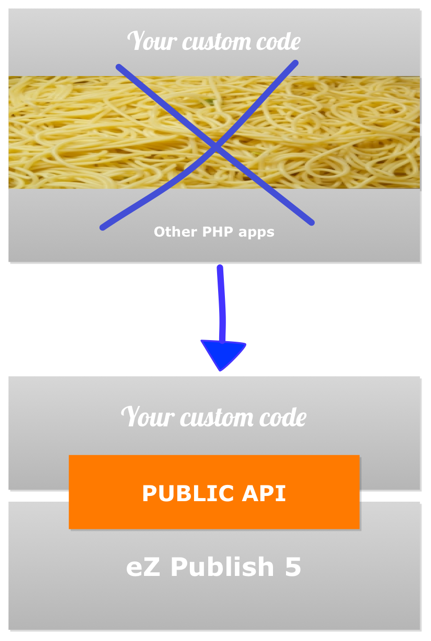 Your custom code
Other PHP apps
Your custom code
PUBLIC API
eZ Publish 5